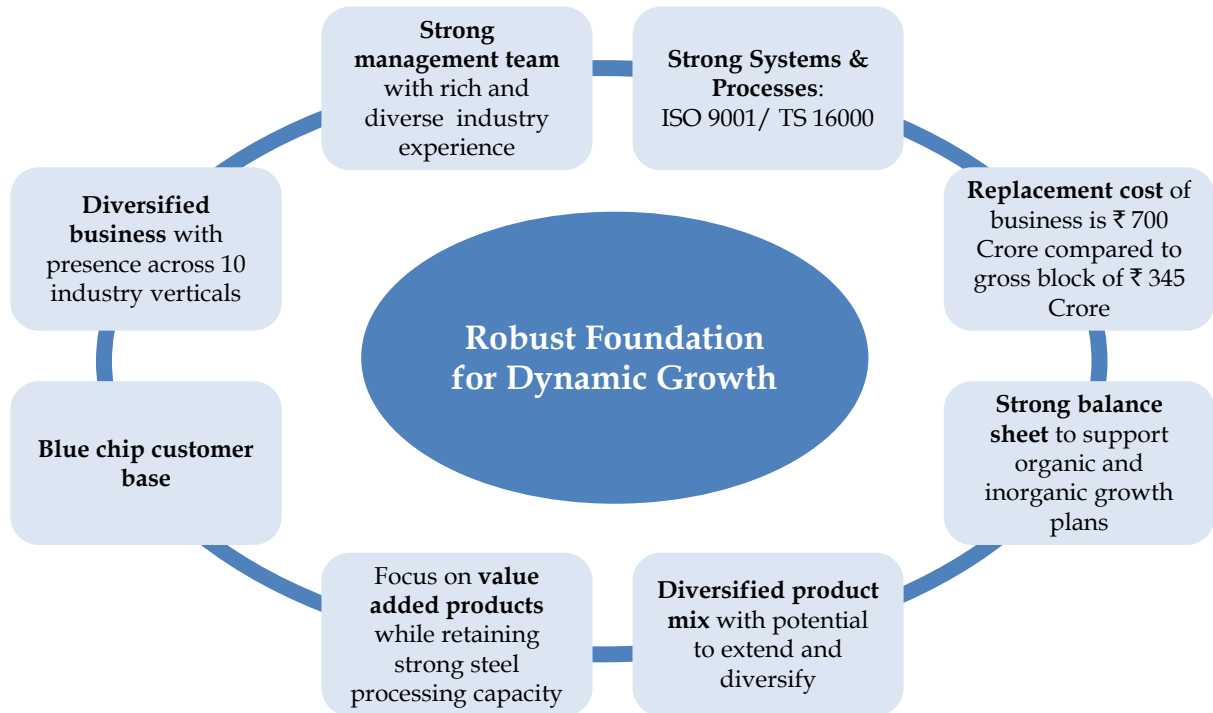 Strong
management team
with rich and
diverse industry
experience
Strong Systems &
Processes:
ISO 9001/ TS 16000
Replacement cost of
business is ₹ 700
Crore compared to
gross block of ₹ 345
Crore
Strong balance
sheet to support
organic and
inorganic growth
plans
Diversified product
mix with potential
to extend and
diversify
Focus on value
added products
while retaining
strong steel
processing capacity
Blue chip customer
base
Diversified
business with
presence across 10
industry verticals
Robust Foundation
for Dynamic Growth